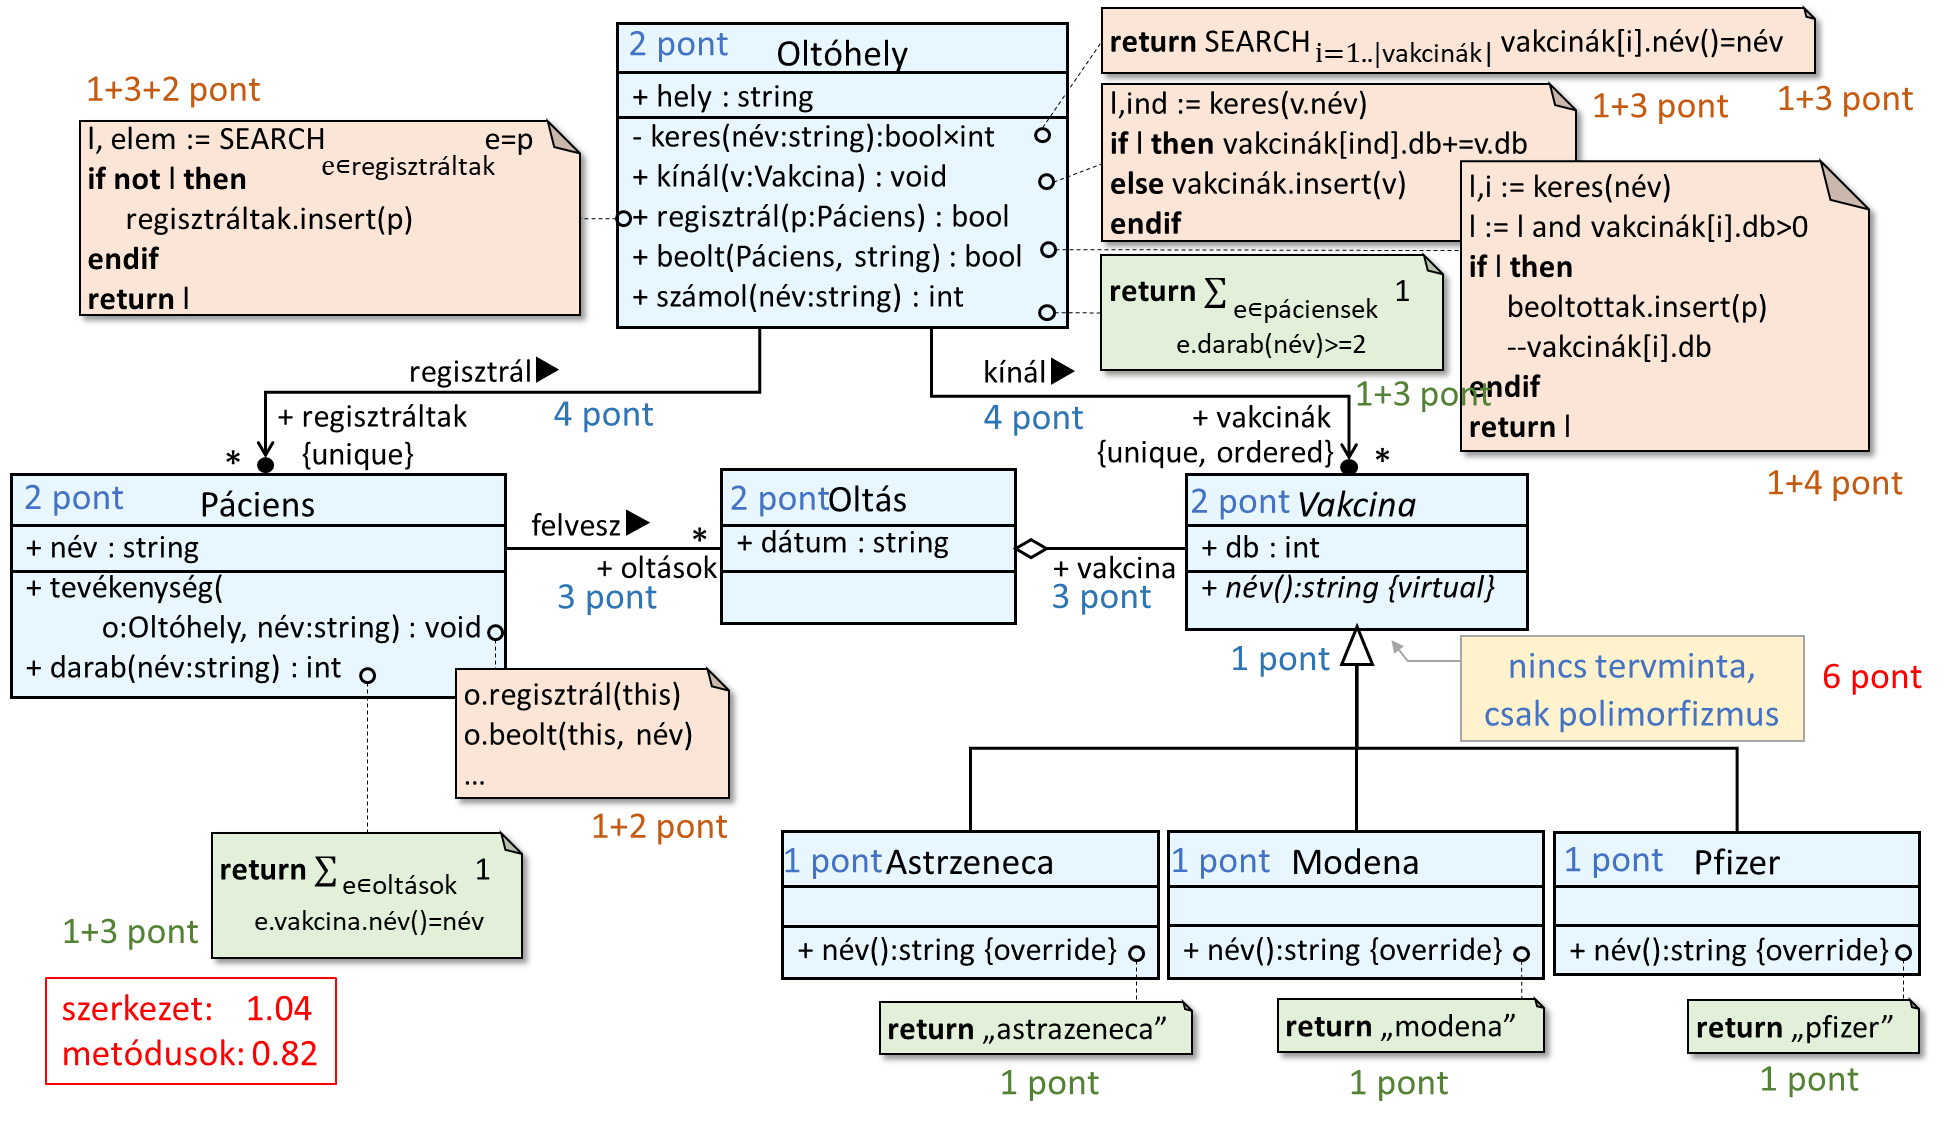 2 pont Oltóhely
+ hely : string
- keres(név:string):bool×int
+ kínál(v:Vakcina) : void
+ regisztrál(p:Páciens) : bool
+ beolt(Páciens, string) : bool
+ számol(név:string) : int
return SEARCH i=1..|vakcinák| vakcinák[i].név()=név
1+3 pont
l,ind := keres(v.név)
if l then vakcinák[ind].db+=v.db
else vakcinák.insert(v)
endif
1+3 pont
l,i := keres(név)
l := l and vakcinák[i].db>0
if l then
beoltottak.insert(p)
--vakcinák[i].db
endif
return l
1+4 pont
return ∑ e∊páciensek 1
e.darab(név)>=2
1+3 pont
1+3+2 pont
l, elem := SEARCH e∊regisztráltak e=p
if not l then
regisztráltak.insert(p)
endif
return l
regisztrál▶
+ regisztráltak
{unique}
*
4 pont
kínál▶
4 pont
+ vakcinák
{unique, ordered}
*
2 pont Páciens
+ név : string
+ tevékenység(
o:Oltóhely, név:string) : void
+ darab(név:string) : int
felvesz▶
*
+ oltások
3 pont
2 pont Oltás
+ dátum : string
+ vakcina
3 pont
2 pont Vakcina
+ db : int
+ név():string {virtual}
1 pont
nincs tervminta,
csak polimorfizmus
6 pont
o.regisztrál(this)
o.beolt(this, név)
...
1+2 pont
return ∑ e∊oltások 1
e.vakcina.név()=név
1+3 pont
szerkezet: 1.04
metódusok: 0.82
1 pont Astrzeneca
+ név():string {override}
return „astrazeneca”
1 pont
1 pont Modena
+ név():string {override}
return „modena”
1 pont
1 pont Pfizer
+ név():string {override}
return „pfizer”
1 pont